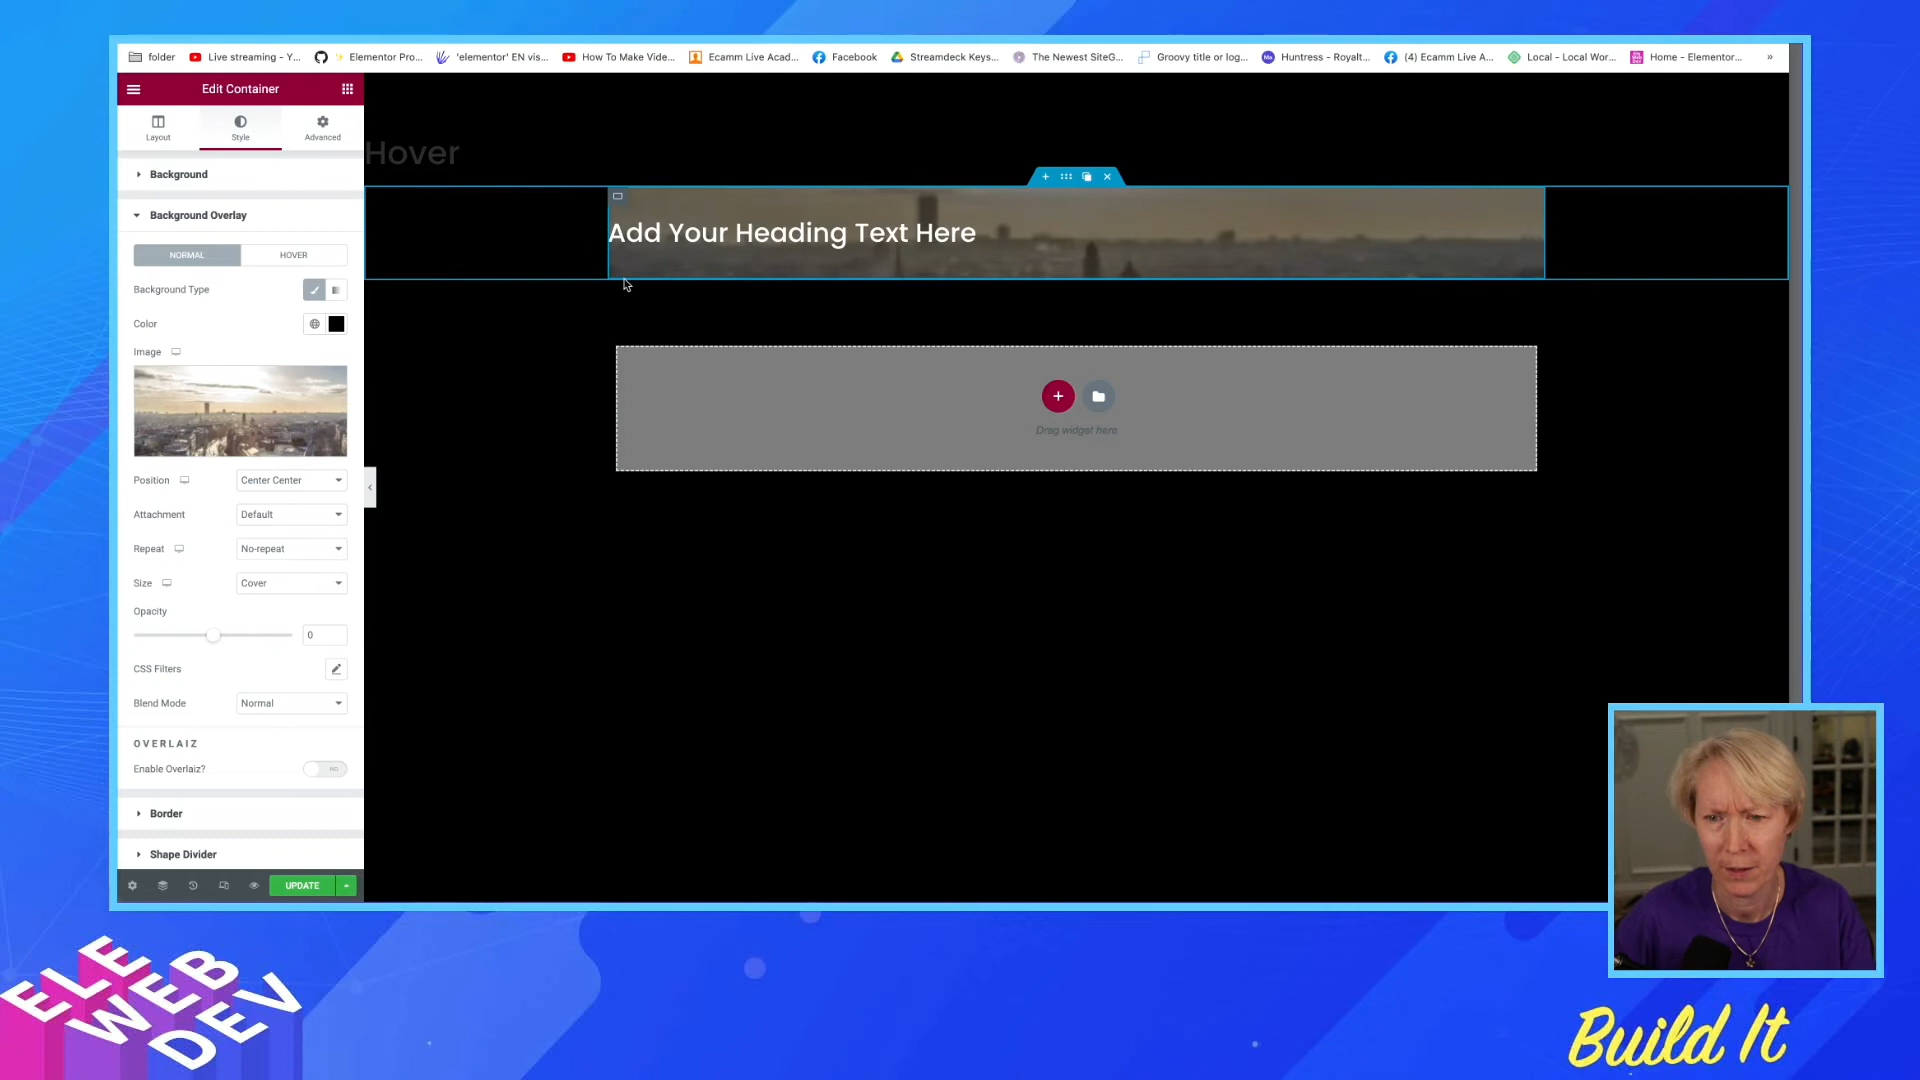 folder
Live streaming - Y...
Elementor Pro...
'elementor' EN vis...
How To Make Vide...
Ecamm Live Acad...
Facebook
Streamdeck Keys...
The Newest SiteG...
Groovy title or log...
Huntress - Royalt...
(4) Ecamm Live A...
Local - Local Wor...
Home - Elementor...
»
Edit Container
Layout
Style
Advanced
Hover
Background
Background Overlay
Add Your Heading Text Here
NORMAL
HOVER
Background Type
Color
Image
Drag widget here
Position
Center Center
Attachment
Default
Repeat
No-repeat
Size
Cover
Opacity
0
CSS Filters
Blend Mode
Normal
OVERLAIZ
Enable Overlaiz?
NO
Border
Shape Divider
UPDATE
ELE
WEB
DEV
Build It